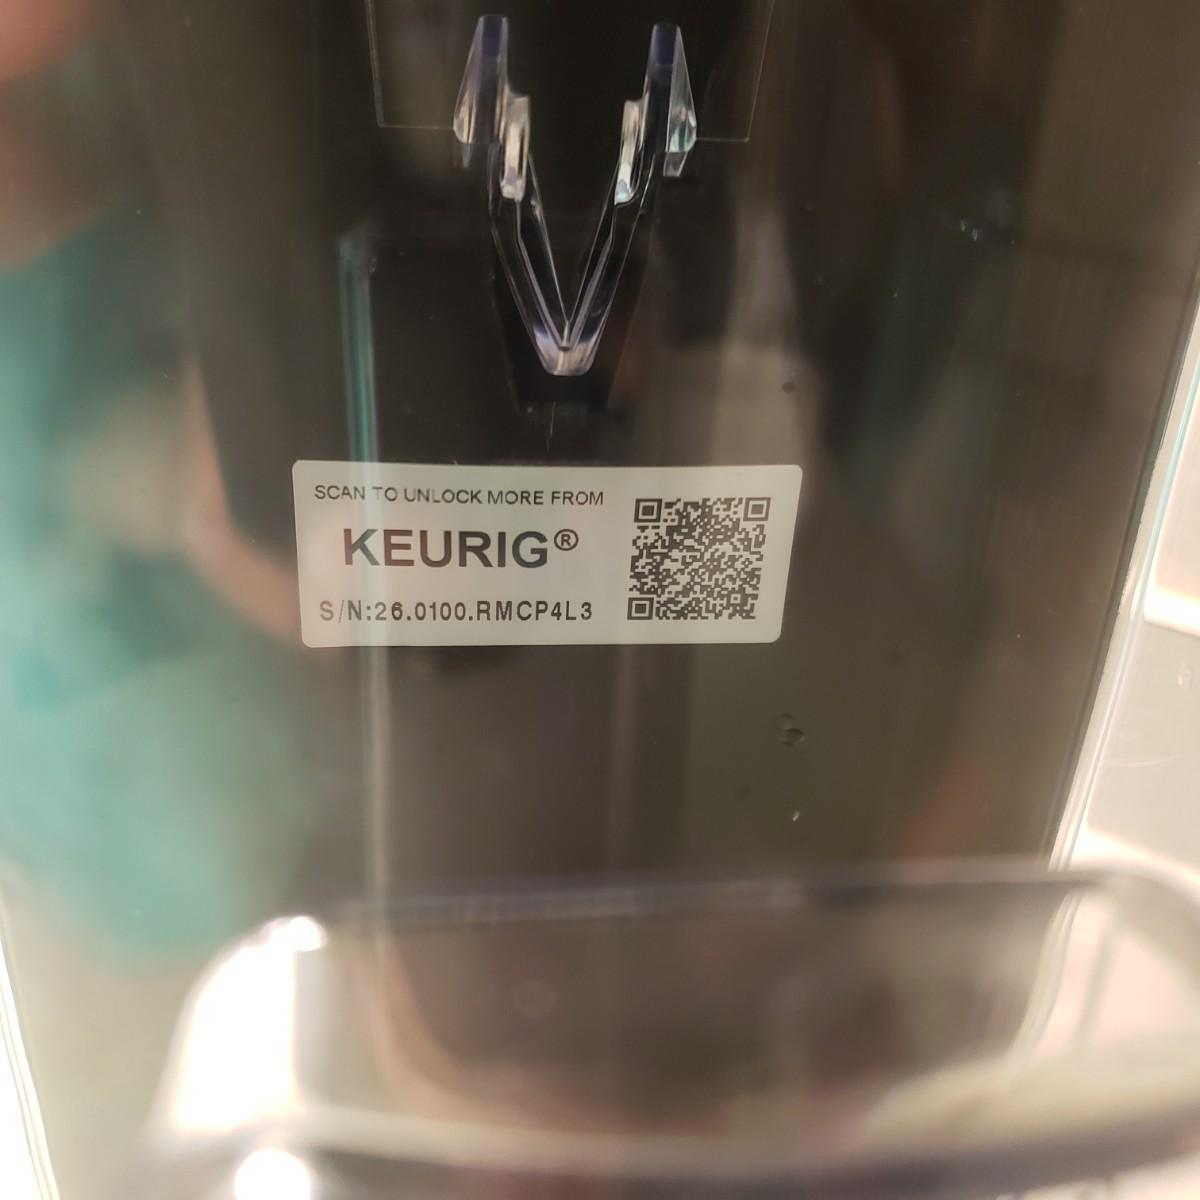 SCAN TO UNLOCK MORE FROM
KEURIG®
S/N:26.0100.RMCP4L3